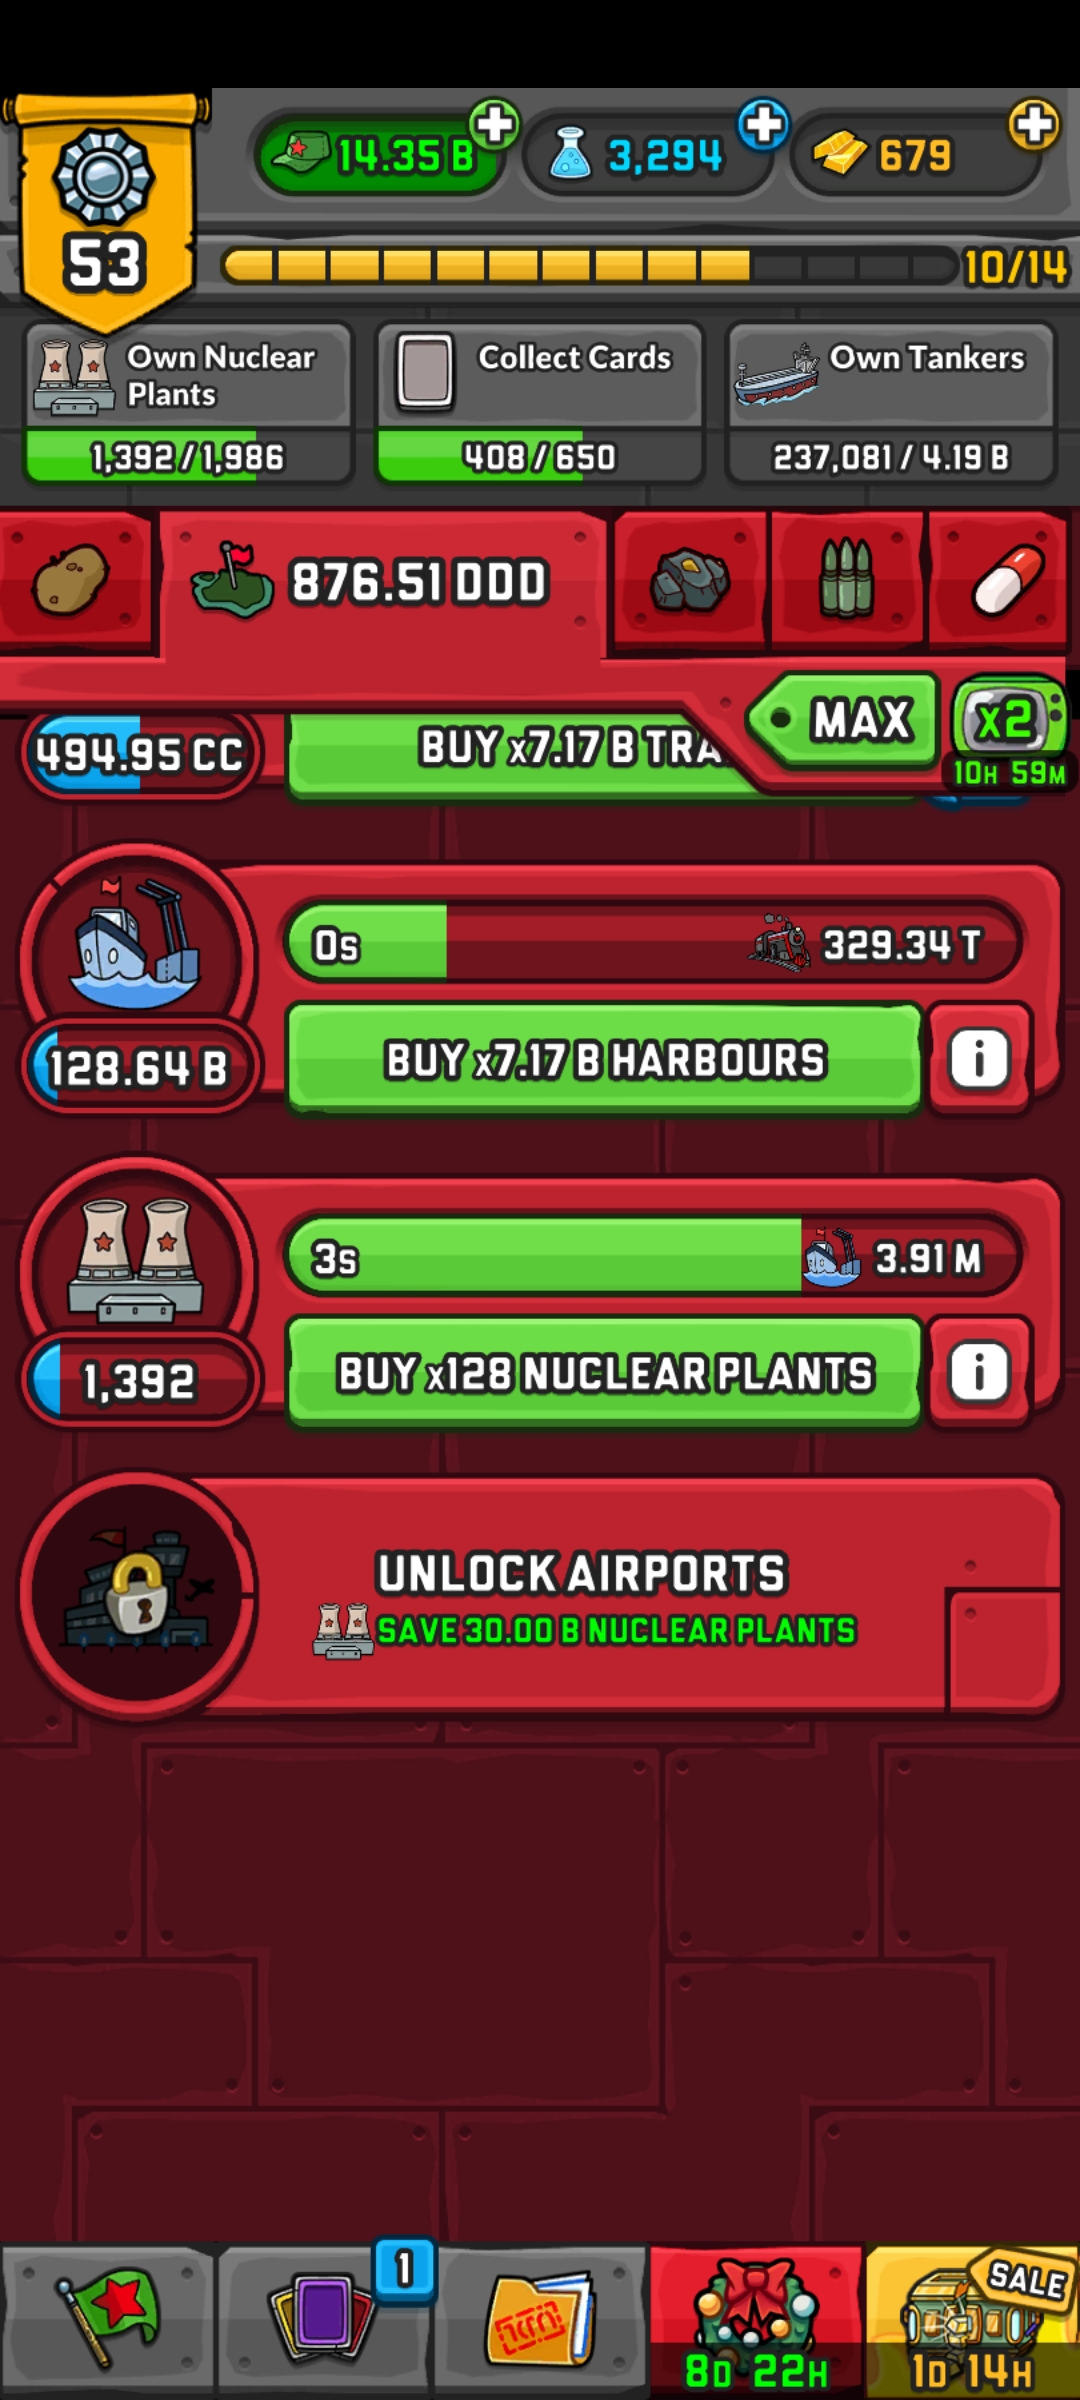 14.35 B
3,294
679
53
10/14
Own Nuclear
Plants
1,392/1,986
Collect Cards
408/650
Own Tankers
237,081/4.19 B
876.51 DDD
MAX
x2
10H 59M
494.95 CC
BUY x7.17 B TRA
0s
329.34 T
128.64 B
BUY x7.17 B HARBOURS
i
3s
3.91 M
1,392
BUY x128 NUCLEAR PLANTS
i
UNLOCK AIRPORTS
SAVE 30.00 B NUCLEAR PLANTS
1
8D 22H
SALE
1D 14H